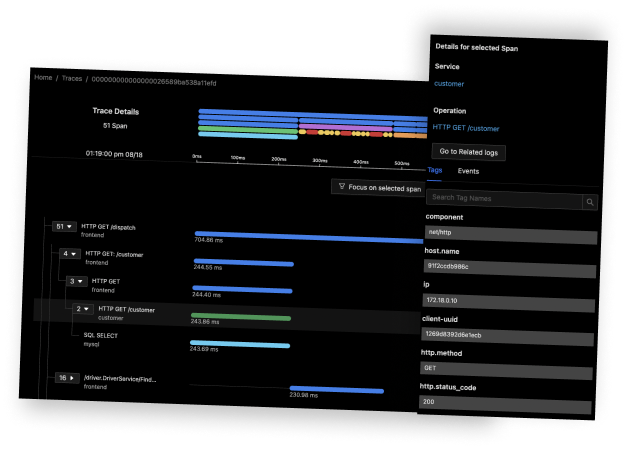 Home / Traces / 00000000000000026589ba538a11efd
Trace Details
51 Span
01:19:00 pm 08/18
0ms 100ms 200ms 300ms 400ms 500ms
Focus on selected span
51 HTTP GET /dispatch
frontend
704.86 ms
4 HTTP GET: /customer
frontend
244.55 ms
3 HTTP GET
frontend
244.40 ms
2 HTTP GET /customer
customer
243.86 ms
SQL SELECT
mysql
243.69 ms
16 /driver.DriverService/Find...
frontend
230.98 ms
Details for selected Span
Service
customer
Operation
HTTP GET /customer
Go to Related logs
Tags Events
Search Tag Names
component
net/http
host.name
91f2ccdb986c
ip
172.18.0.10
client-uuid
1269d8392d6e1ecb
http.method
GET
http.status_code
200